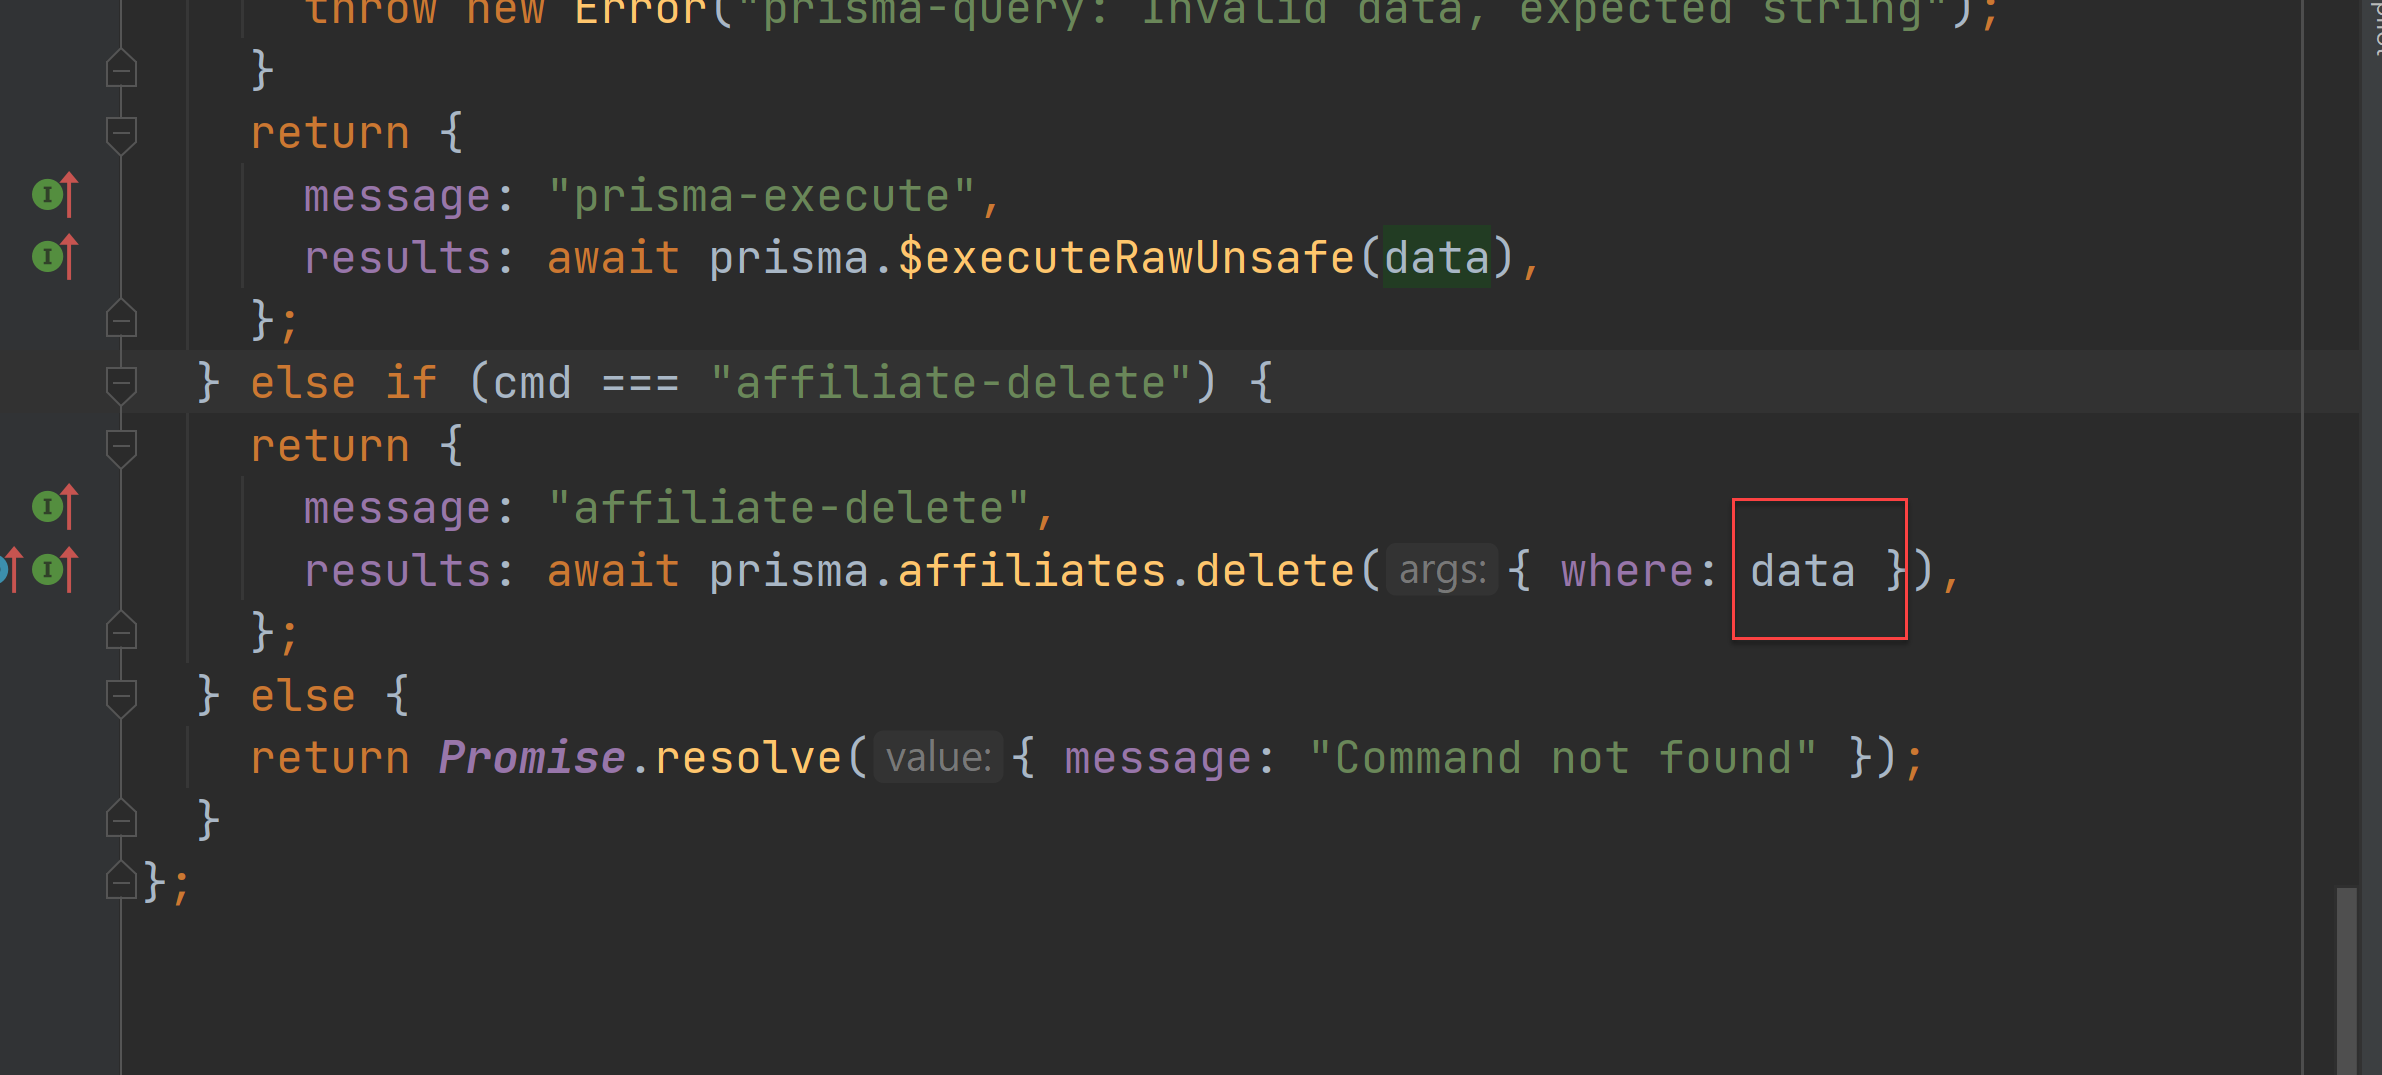 throw new Error("prisma-query: Invalid data, expected string");
}
return {
message: "prisma-execute",
results: await prisma.$executeRawUnsafe(data),
};
} else if (cmd === "affiliate-delete") {
return {
message: "affiliate-delete",
results: await prisma.affiliates.delete( args: { where: data }),
};
} else {
return Promise.resolve( value: { message: "Command not found" });
}
};